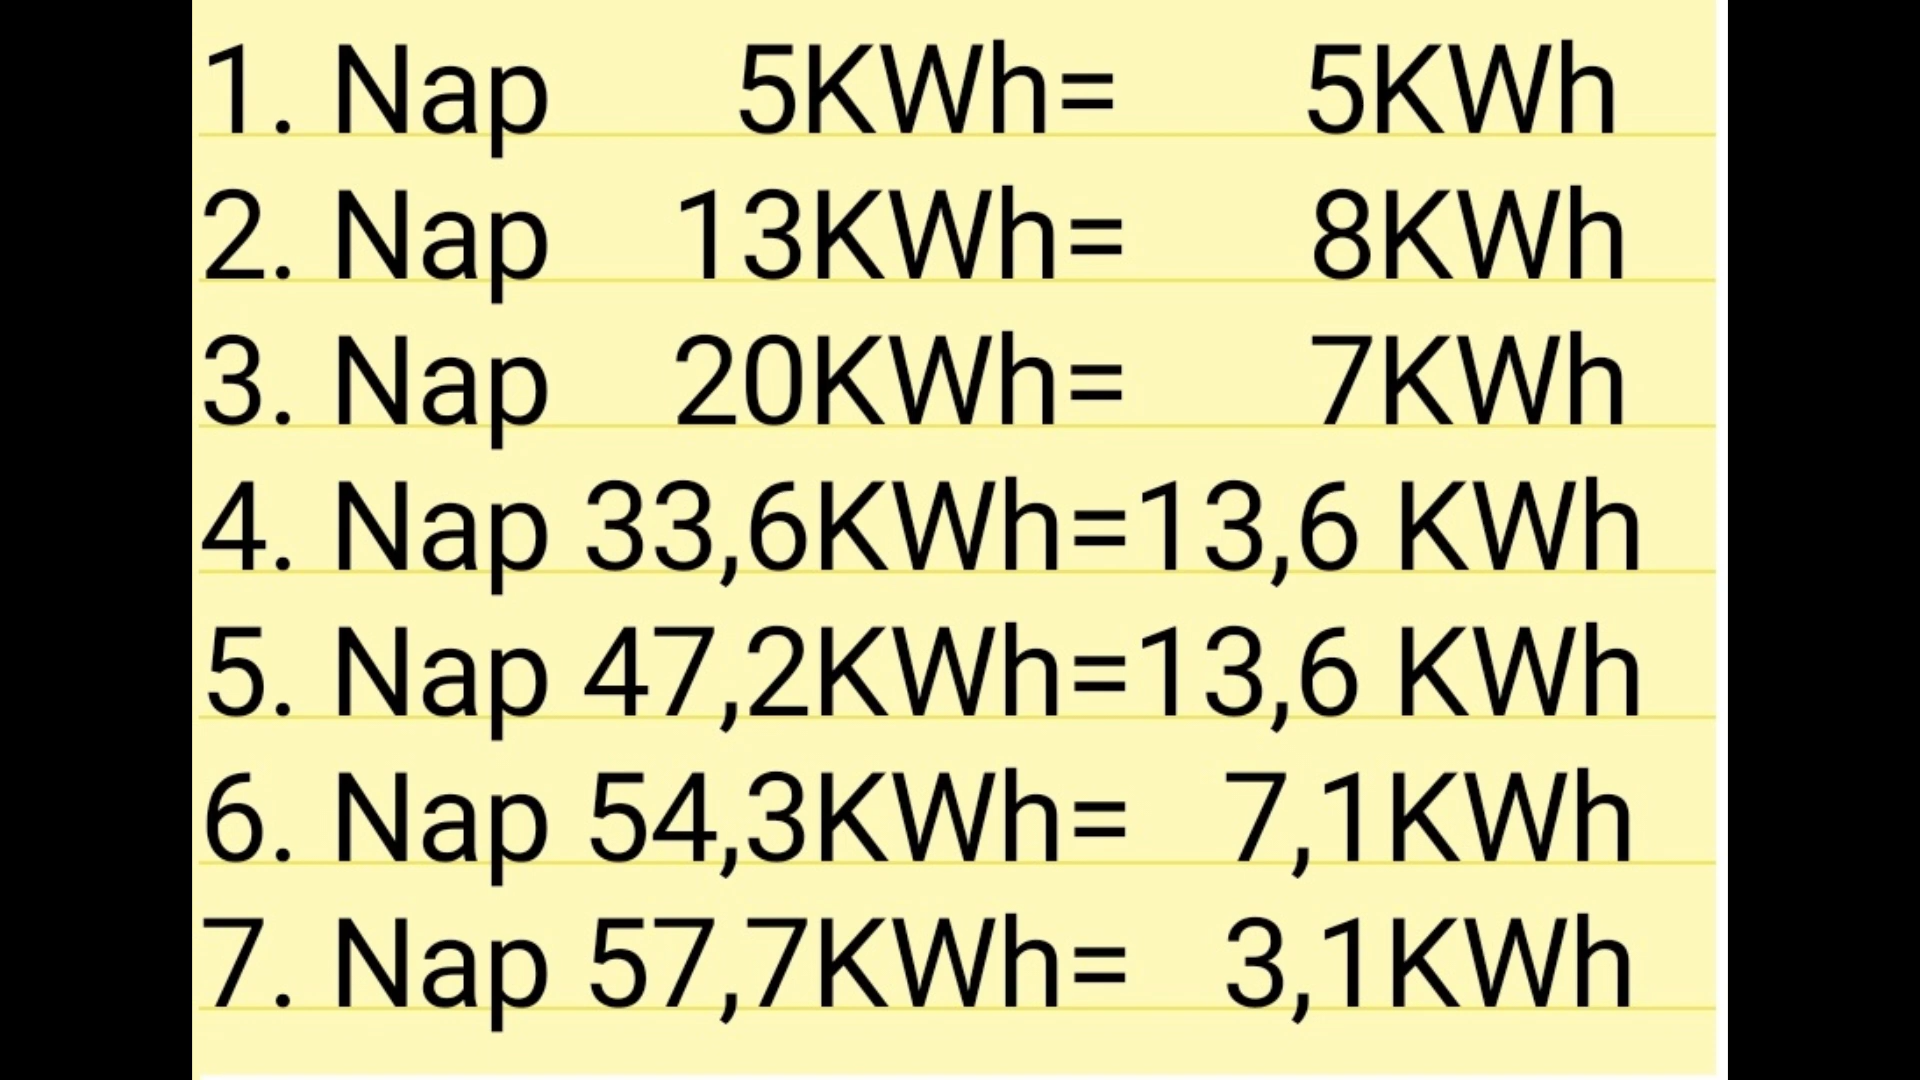 1. Nap 5KWh= 5KWh
2. Nap 13KWh= 8KWh
3. Nap 20KWh= 7KWh
4. Nap 33,6KWh=13,6 KWh
5. Nap 47,2KWh=13,6 KWh
6. Nap 54,3KWh= 7,1KWh
7. Nap 57,7KWh= 3,1KWh